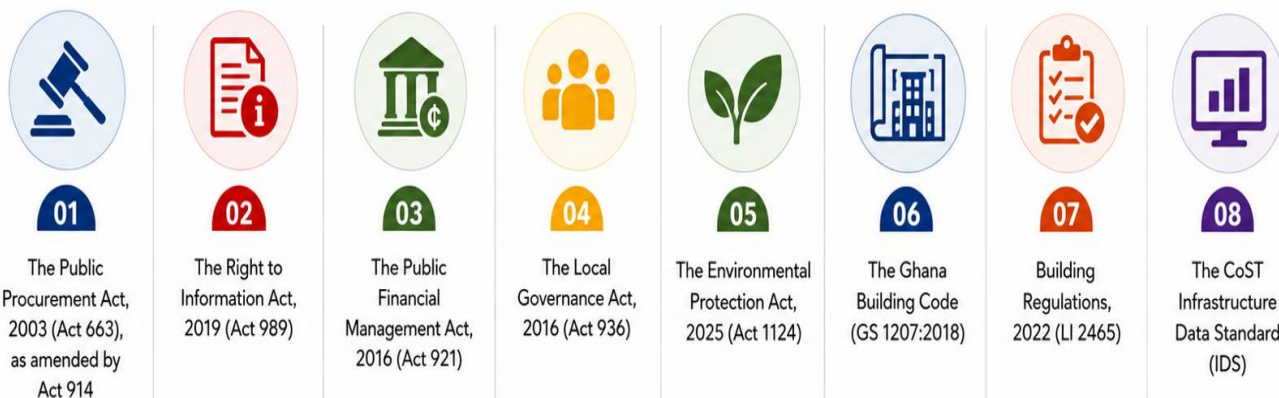 01
The Public
Procurement Act,
2003 (Act 663),
as amended by
Act 914
02
The Right to
Information Act,
2019 (Act 989)
03
The Public
Financial
Management Act,
2016 (Act 921)
04
The Local
Governance Act,
2016 (Act 936)
05
The Environmental
Protection Act,
2025 (Act 1124)
06
The Ghana
Building Code
(GS 1207:2018)
07
Building
Regulations,
2022 (LI 2465)
08
The CoST
Infrastructure
Data Standard
(IDS)